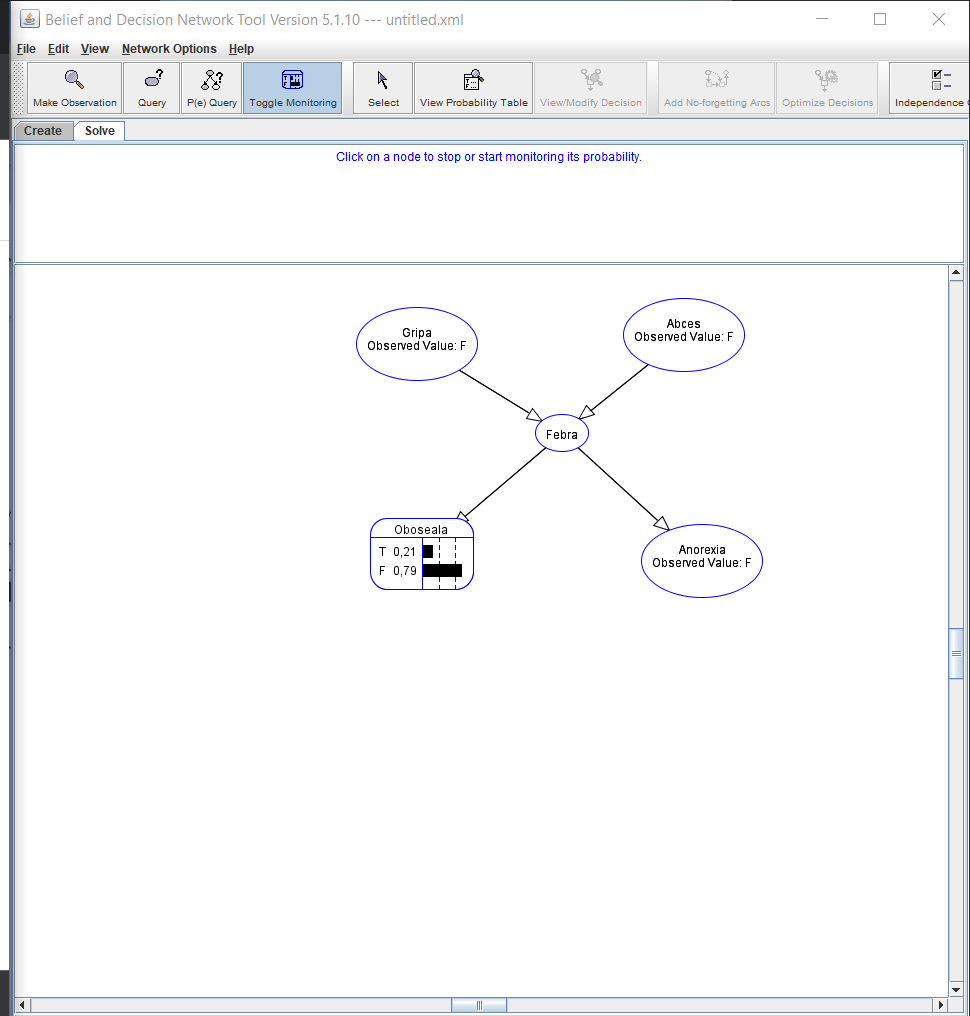 Belief and Decision Network Tool Version 5.1.10 --- untitled.xml
File Edit View Network Options Help
Make Observation Query P(e) Query Toggle Monitoring Select View Probability Table View/Modify Decision Add No-forgetting Arcs Optimize Decisions Independence
Create Solve
Click on a node to stop or start monitoring its probability.
Gripa
Observed Value: F
Abces
Observed Value: F
Febra
Oboseala
T 0,21
F 0,79
Anorexia
Observed Value: F